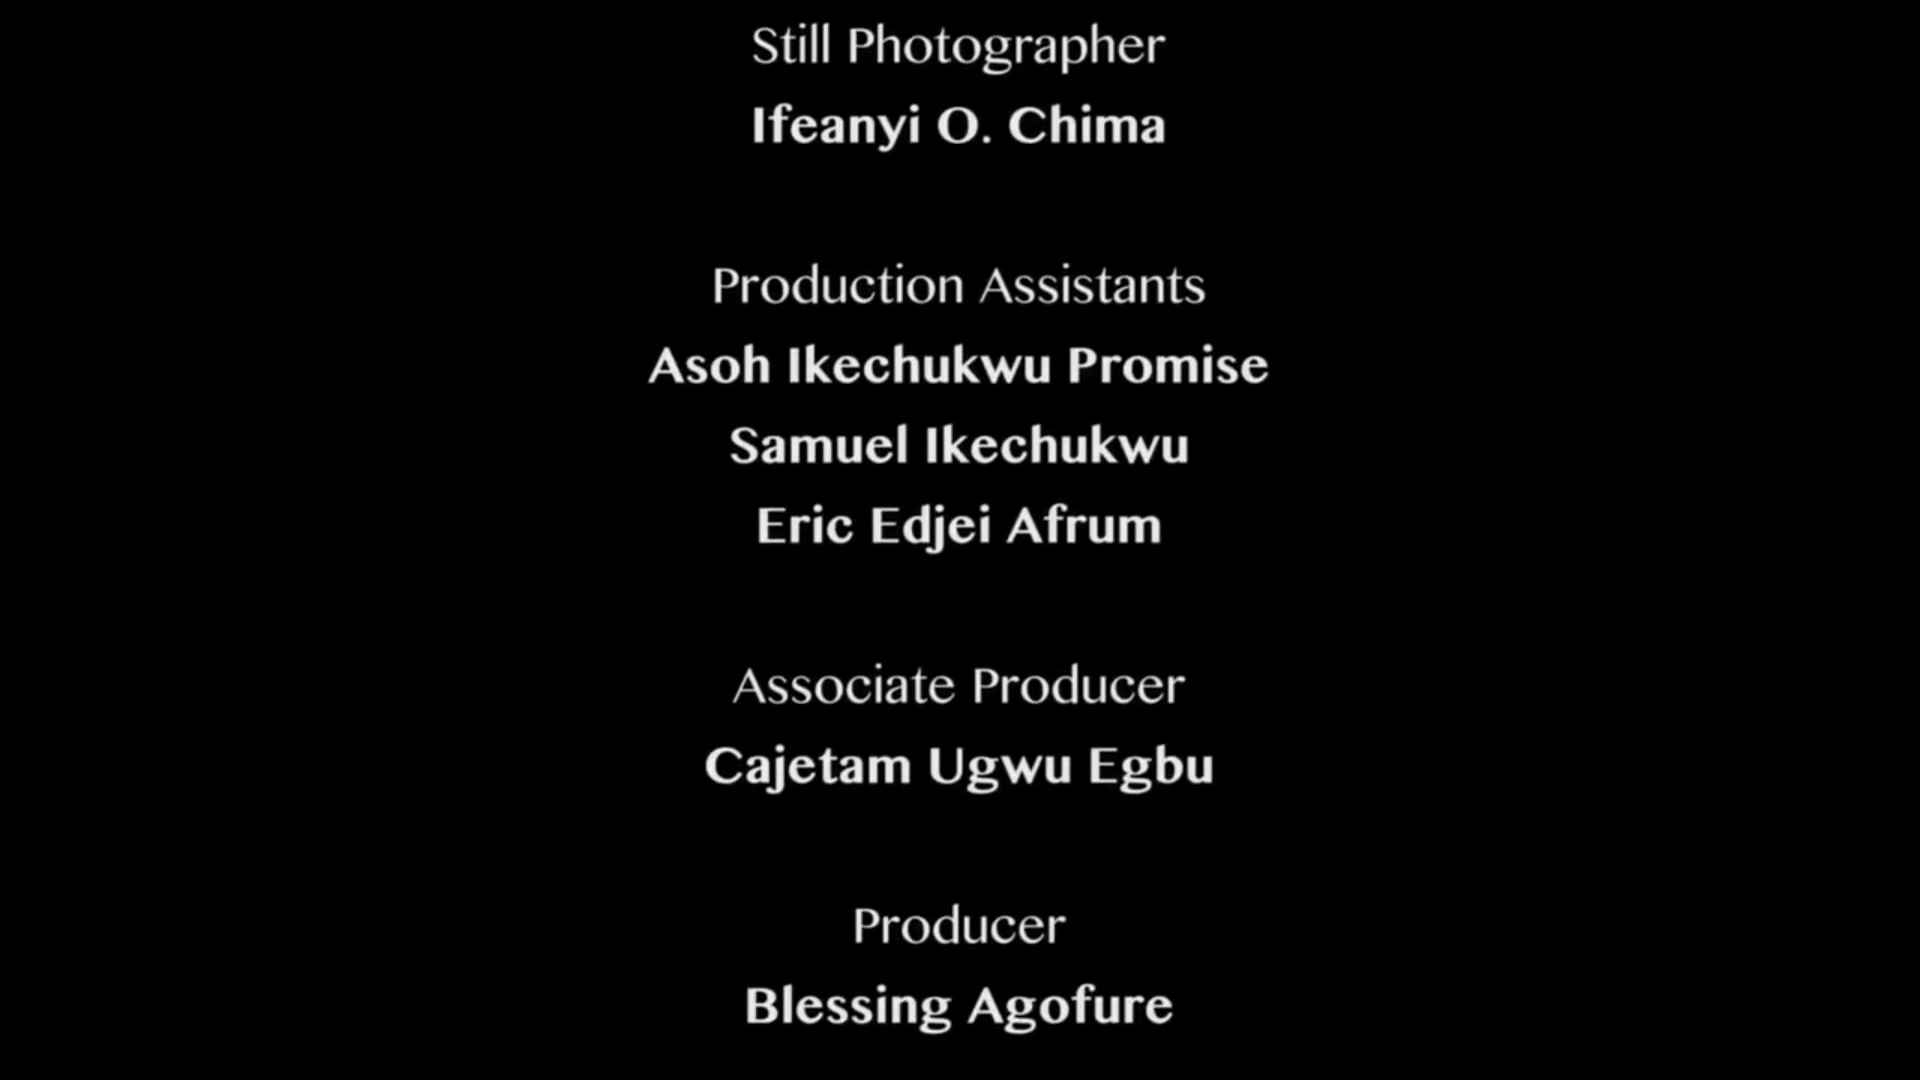 Still Photographer
Ifeanyi O. Chima
Production Assistants
Asoh Ikechukwu Promise
Samuel Ikechukwu
Eric Edjei Afrum
Associate Producer
Cajetam Ugwu Egbu
Producer
Blessing Agofure